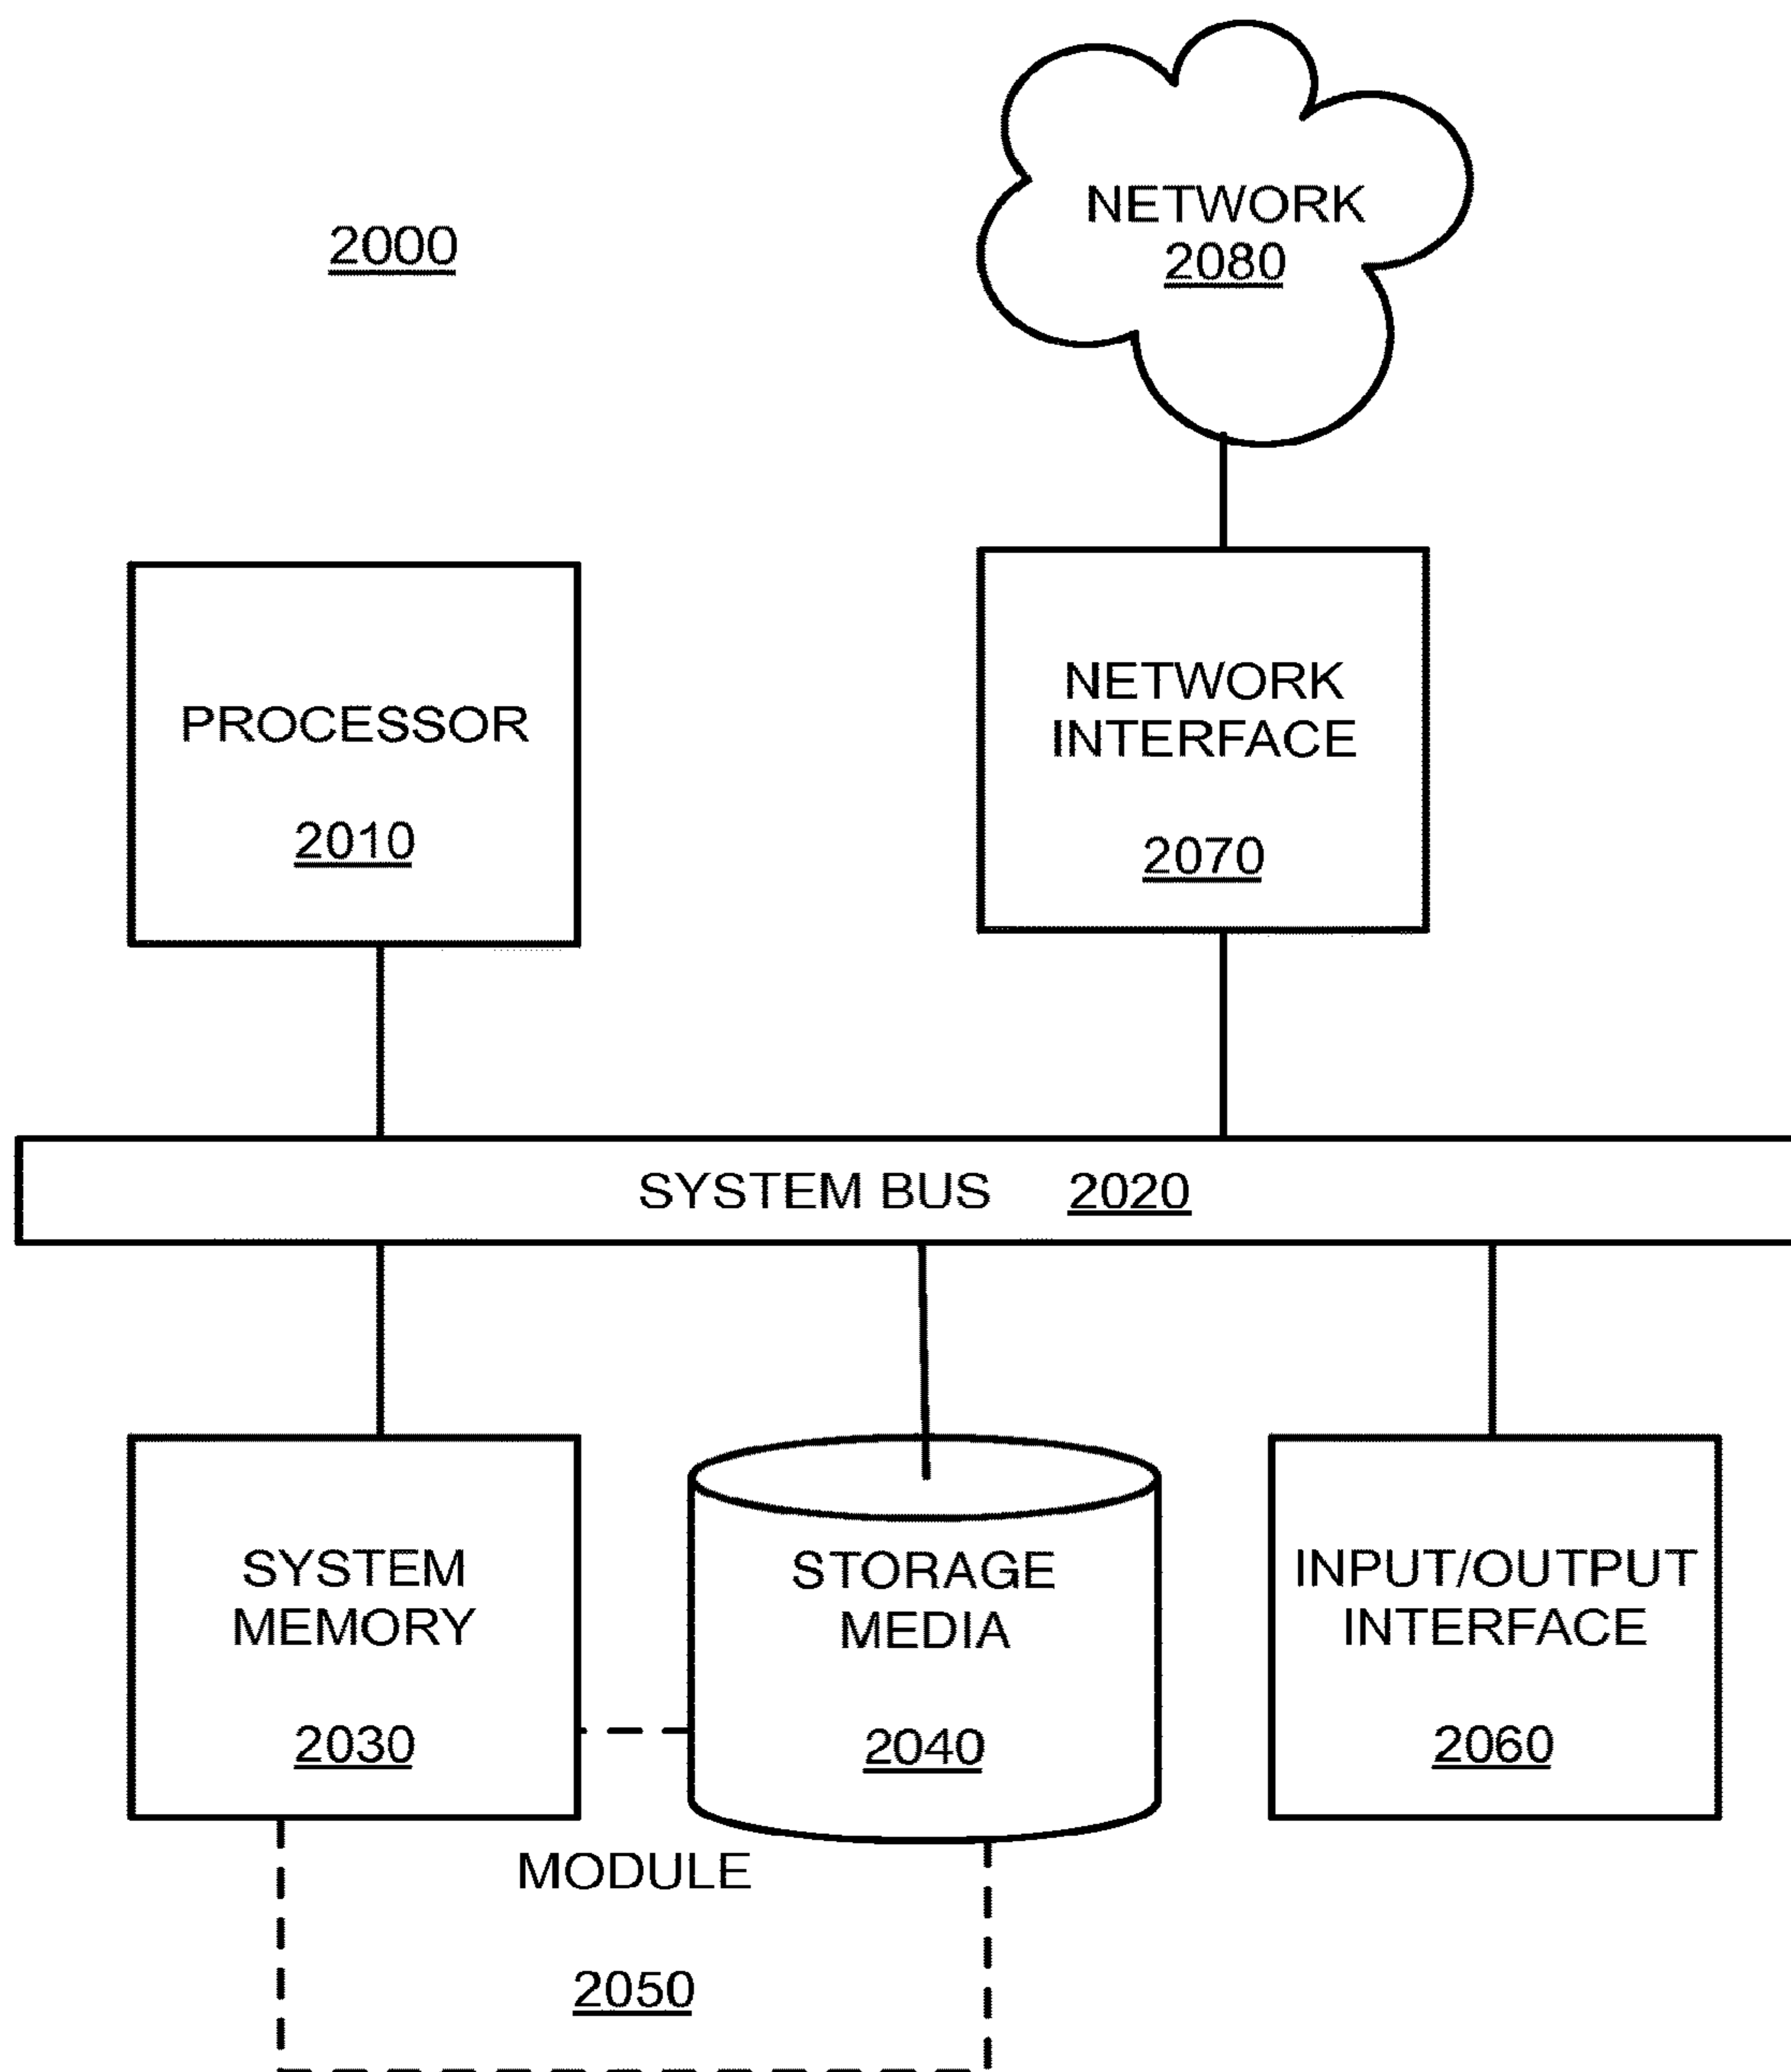 2000
NETWORK
2080
PROCESSOR
2010
NETWORK
INTERFACE
2070
SYSTEM BUS 2020
SYSTEM
MEMORY
2030
STORAGE
MEDIA
2040
INPUT/OUTPUT
INTERFACE
2060
MODULE
2050